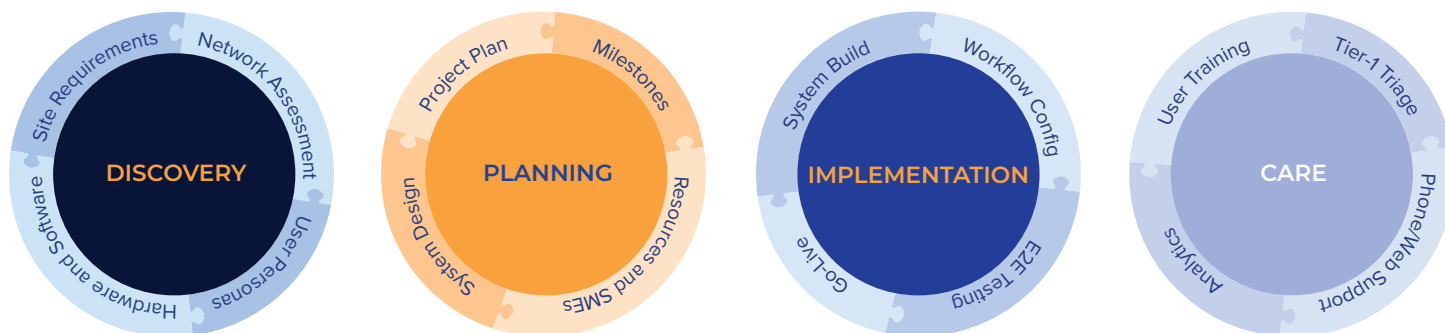 Site Requirements
Network Assessment
User Personas
Hardware and Software
DISCOVERY
Project Plan
Milestones
Resources and SMEs
System Design
PLANNING
System Build
Workflow Config
E2E Testing
Go-Live
IMPLEMENTATION
User Training
Tier-1 Triage
Phone/Web Support
Analytics
CARE